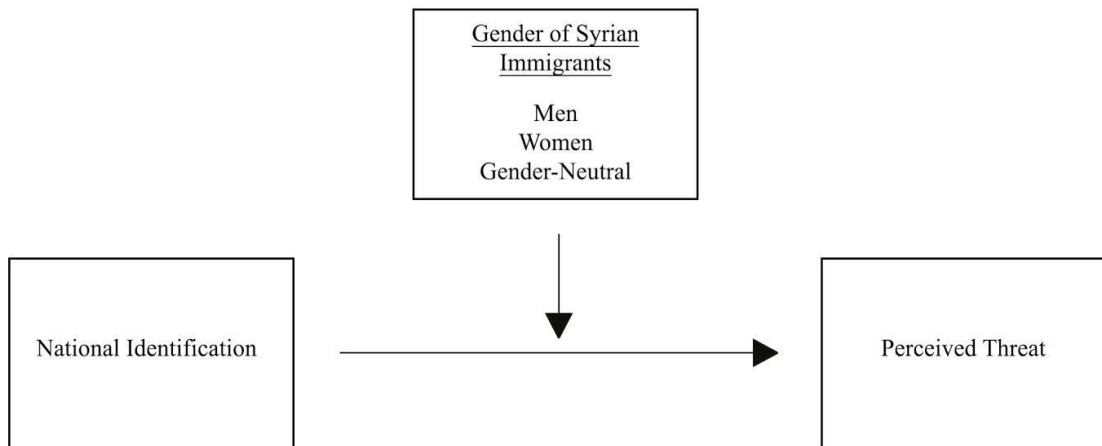 Gender of Syrian
Immigrants
Men
Women
Gender-Neutral
National Identification
Perceived Threat